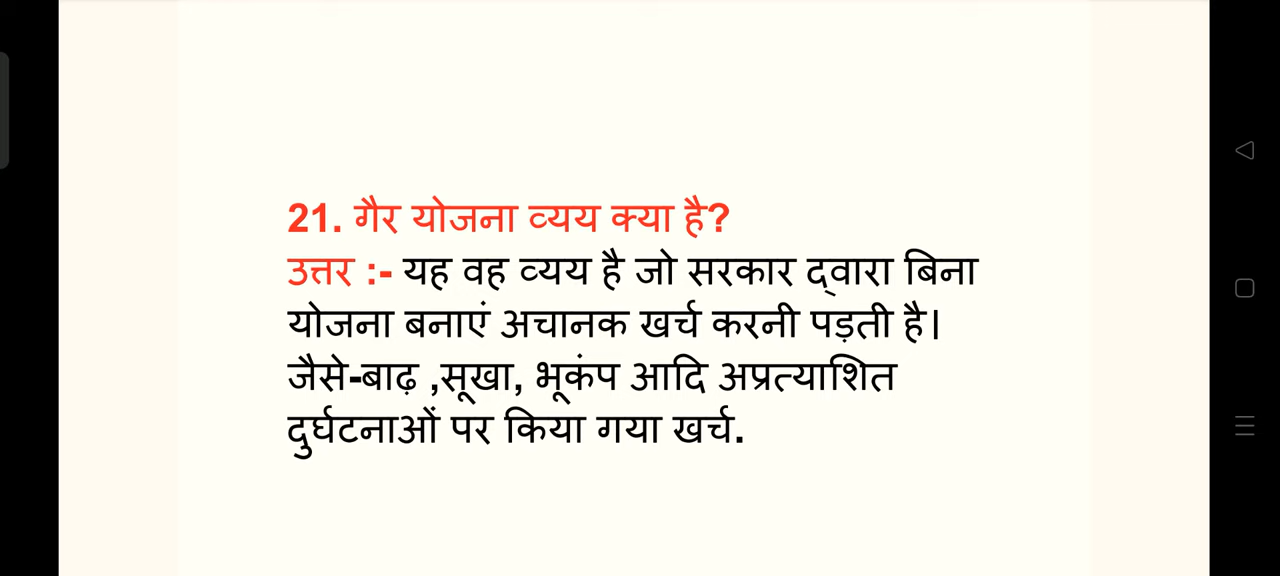 21. गैर योजना व्यय क्या है?
उत्तर :- यह वह व्यय है जो सरकार द्वारा बिना
योजना बनाएं अचानक खर्च करनी पड़ती है।
जैसे-बाढ़ ,सूखा, भूकंप आदि अप्रत्याशित
दुर्घटनाओं पर किया गया खर्च.